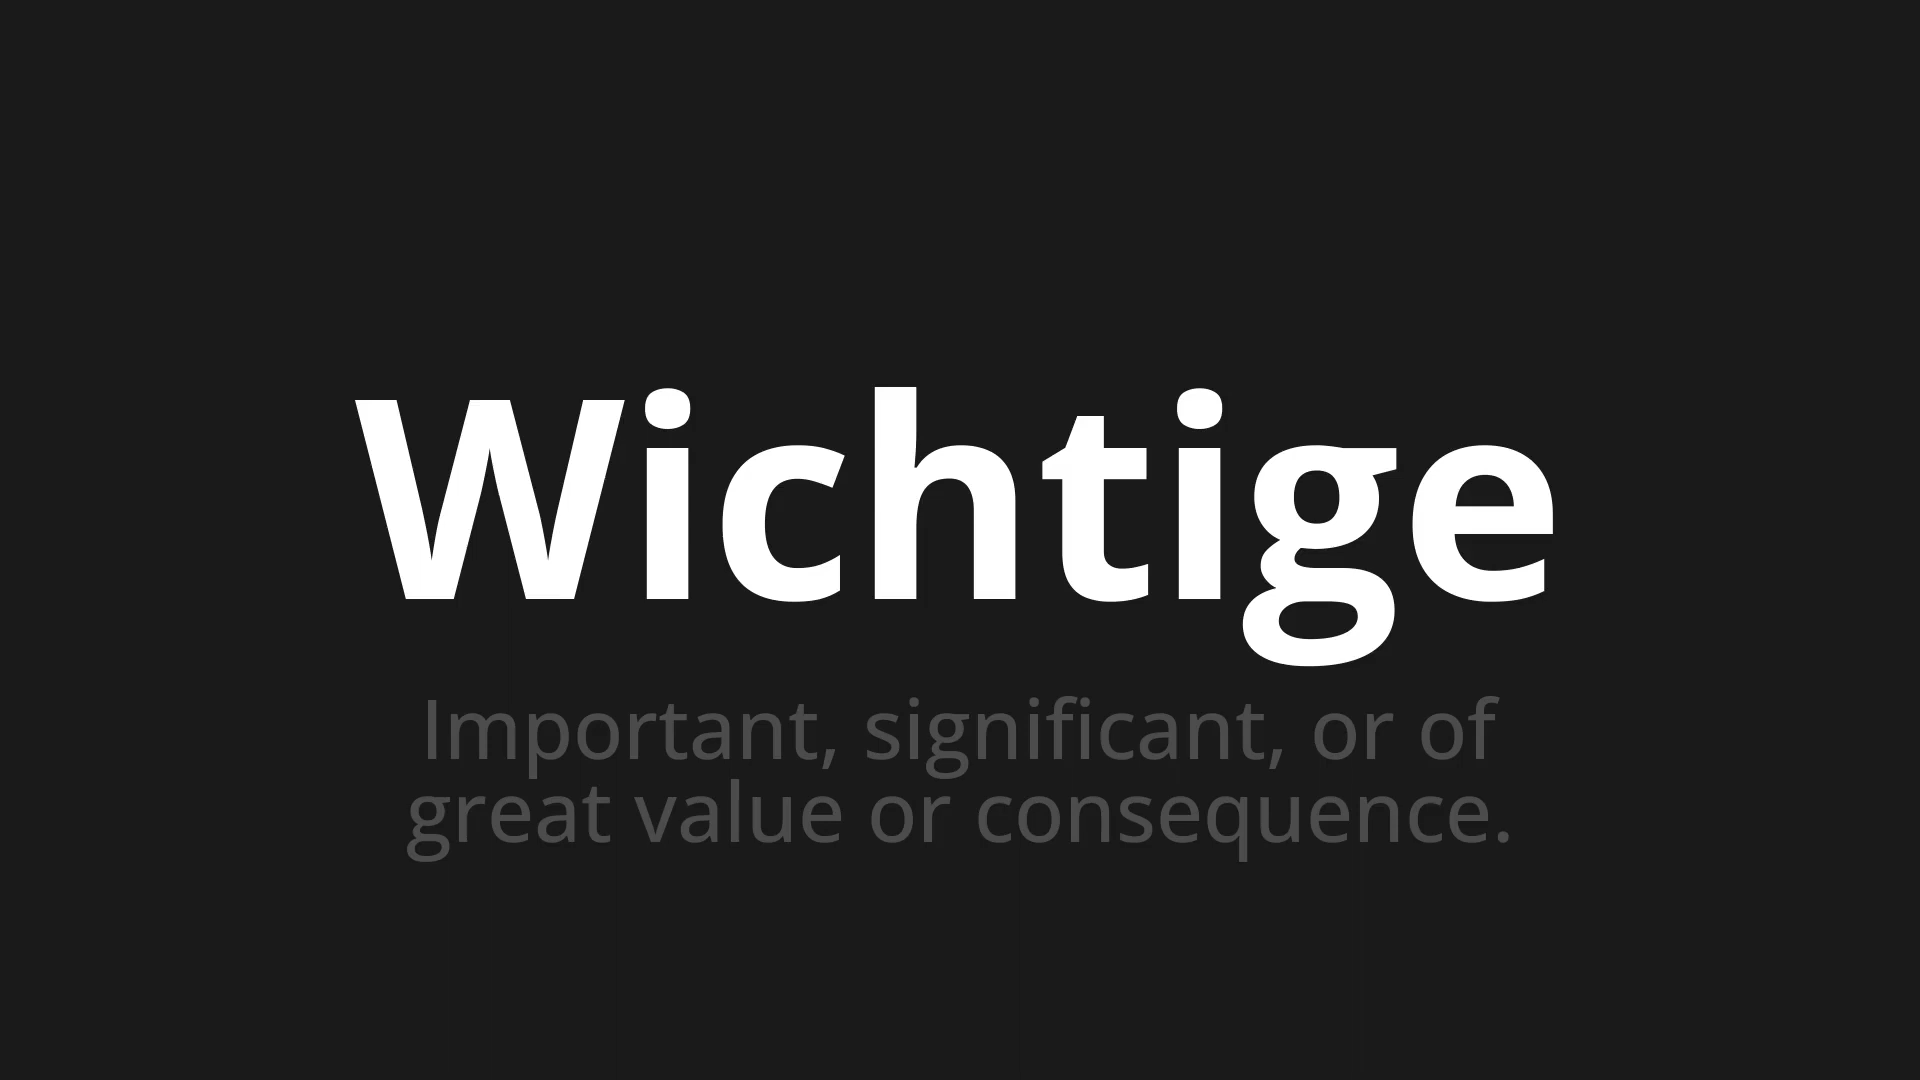 Wichtige
Important, significant, or of
great value or consequence.